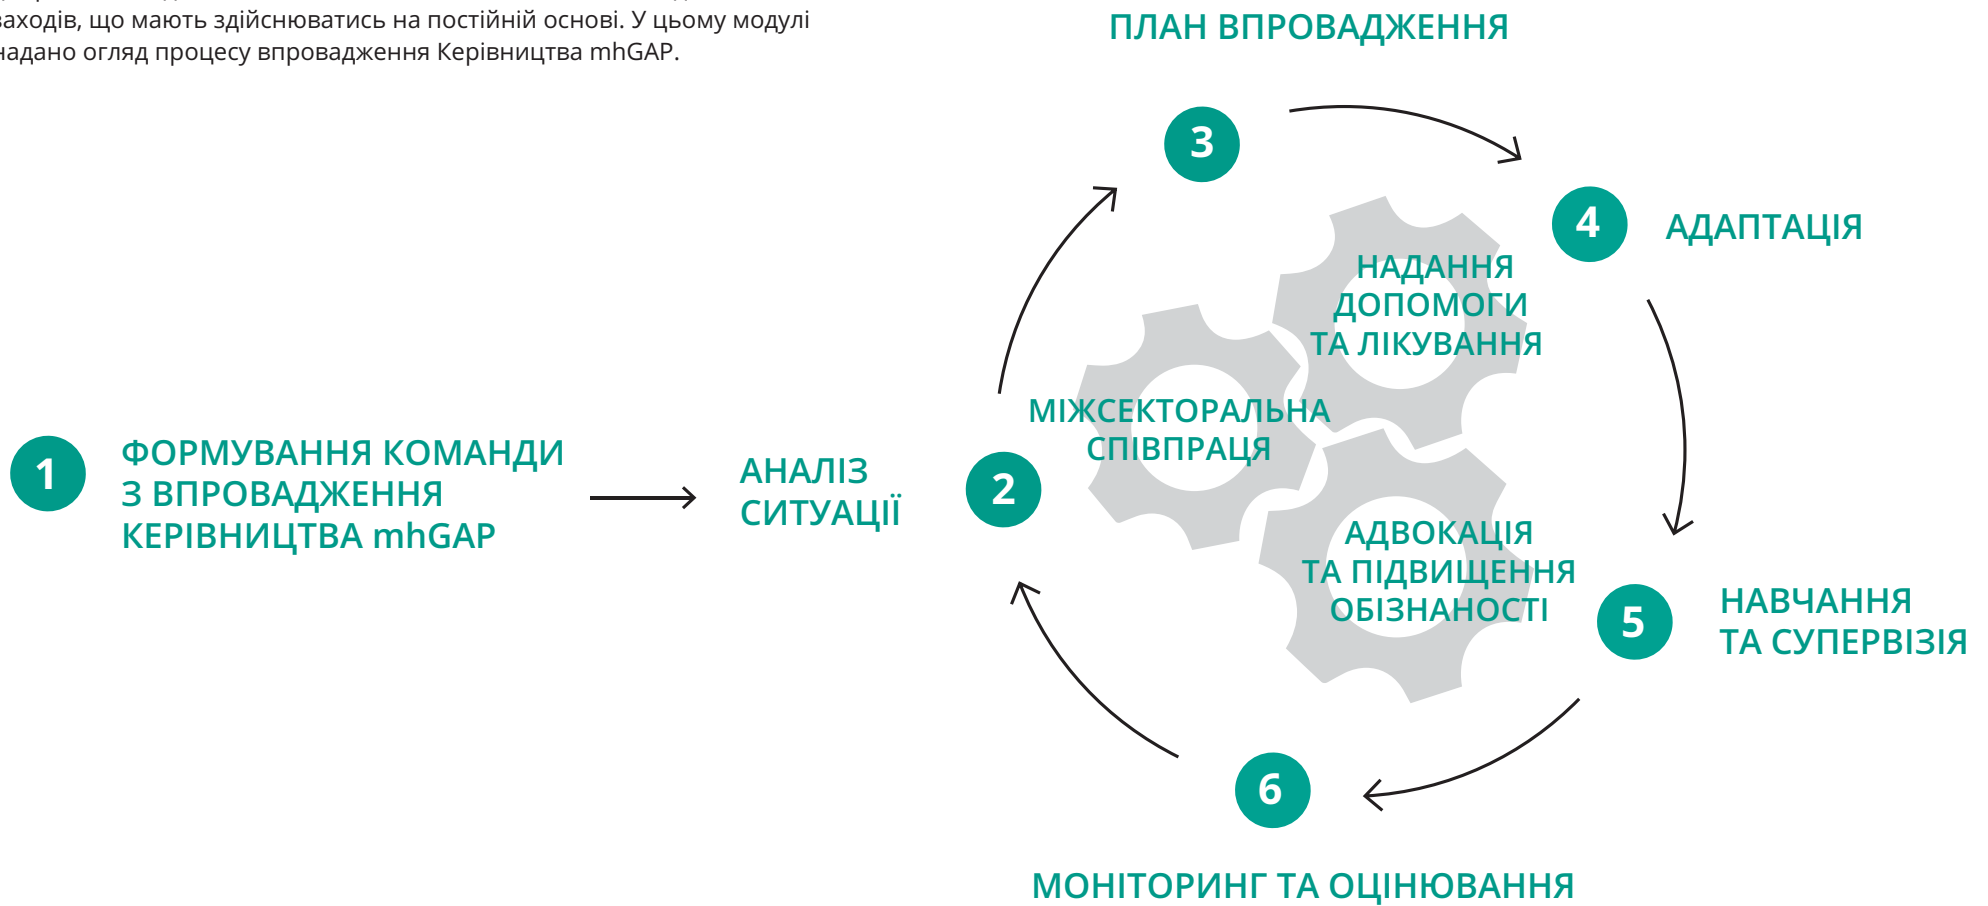 заходів, що мають здійснюватись на постійній основі. У цьому модулі
надано огляд процесу впровадження Керівництва mhGAP.
ПЛАН ВПРОВАДЖЕННЯ
3
4
АДАПТАЦІЯ
НАДАННЯ
ДОПОМОГИ
ТА ЛІКУВАННЯ
МІЖСЕКТОРАЛЬНА
СПІВПРАЦЯ
1
ФОРМУВАННЯ КОМАНДИ
З ВПРОВАДЖЕННЯ
КЕРІВНИЦТВА mhGAP
АНАЛІЗ
СИТУАЦІЇ
2
АДВОКАЦІЯ
ТА ПІДВИЩЕННЯ
ОБІЗНАНОСТІ
5
НАВЧАННЯ
ТА СУПЕРВІЗІЯ
6
МОНІТОРИНГ ТА ОЦІНЮВАННЯ